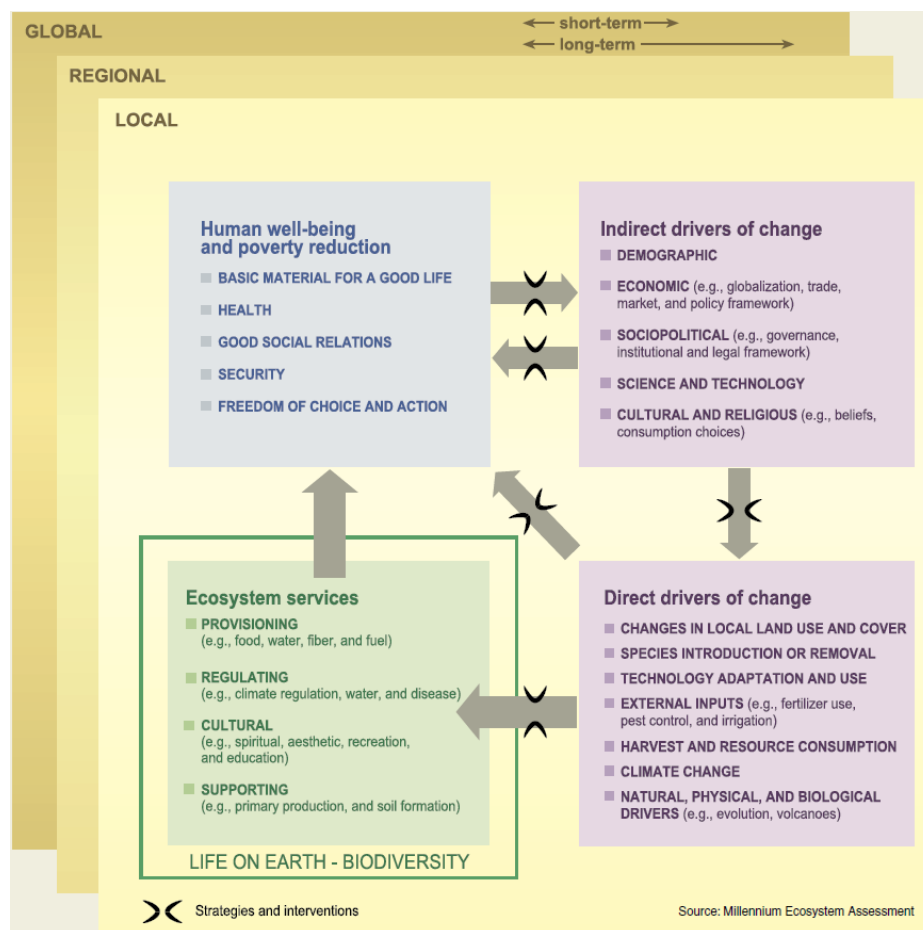 GLOBAL
short-term
long-term
REGIONAL
LOCAL
Human well-being
and poverty reduction
BASIC MATERIAL FOR A GOOD LIFE
HEALTH
GOOD SOCIAL RELATIONS
SECURITY
FREEDOM OF CHOICE AND ACTION
Indirect drivers of change
DEMOGRAPHIC
ECONOMIC (e.g., globalization, trade,
market, and policy framework)
SOCIOPOLITICAL (e.g., governance,
institutional and legal framework)
SCIENCE AND TECHNOLOGY
CULTURAL AND RELIGIOUS (e.g., beliefs,
consumption choices)
Ecosystem services
PROVISIONING
(e.g., food, water, fiber, and fuel)
REGULATING
(e.g., climate regulation, water, and disease)
CULTURAL
(e.g., spiritual, aesthetic, recreation,
and education)
SUPPORTING
(e.g., primary production, and soil formation)
LIFE ON EARTH - BIODIVERSITY
Direct drivers of change
CHANGES IN LOCAL LAND USE AND COVER
SPECIES INTRODUCTION OR REMOVAL
TECHNOLOGY ADAPTATION AND USE
EXTERNAL INPUTS (e.g., fertilizer use,
pest control, and irrigation)
HARVEST AND RESOURCE CONSUMPTION
CLIMATE CHANGE
NATURAL, PHYSICAL, AND BIOLOGICAL
DRIVERS (e.g., evolution, volcanoes)
Strategies and interventions
Source: Millennium Ecosystem Assessment